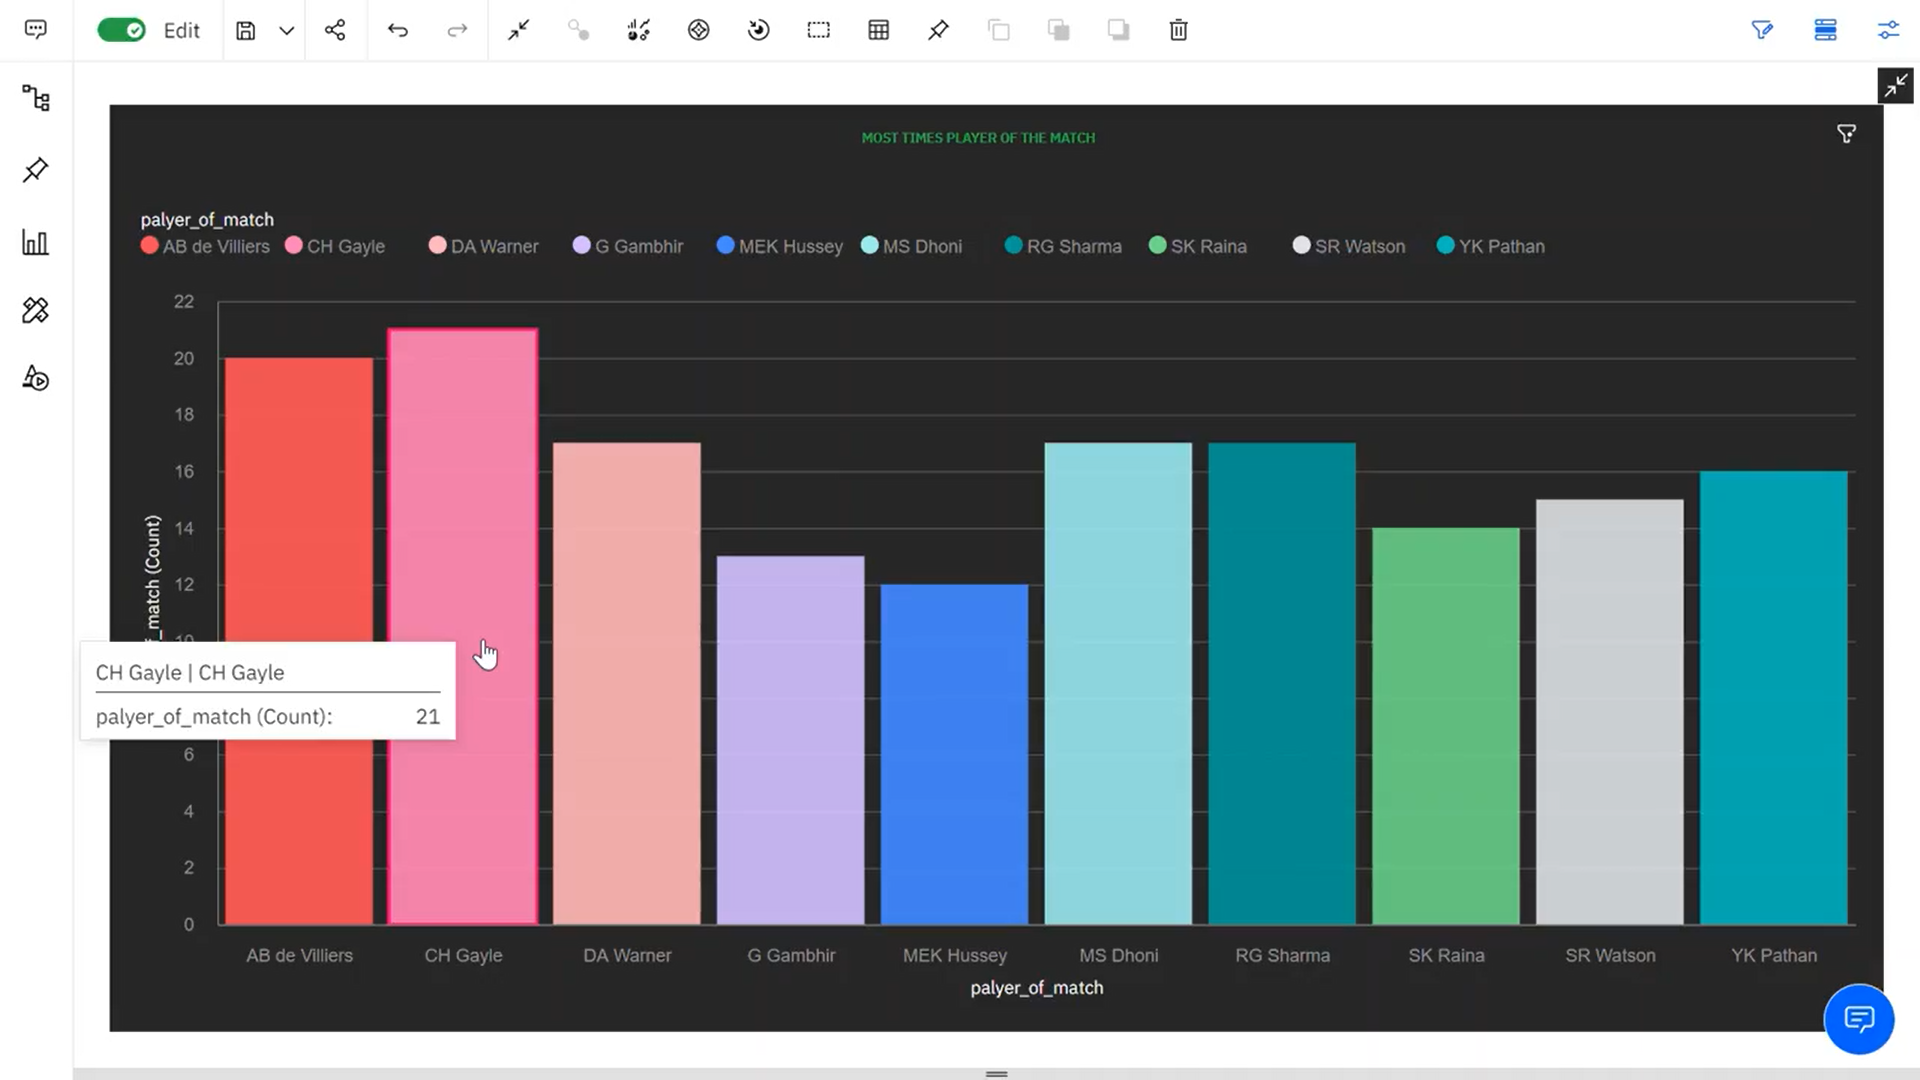 Edit
MOST TIMES PLAYER OF THE MATCH
palyer_of_match
AB de Villiers CH Gayle DA Warner G Gambhir MEK Hussey MS Dhoni RG Sharma SK Raina SR Watson YK Pathan
22
20
18
16
14
12
_match (Count)
CH Gayle | CH Gayle
palyer_of_match (Count): 21
6
4
2
0
AB de Villiers CH Gayle DA Warner G Gambhir MEK Hussey MS Dhoni RG Sharma SK Raina SR Watson YK Pathan
palyer_of_match